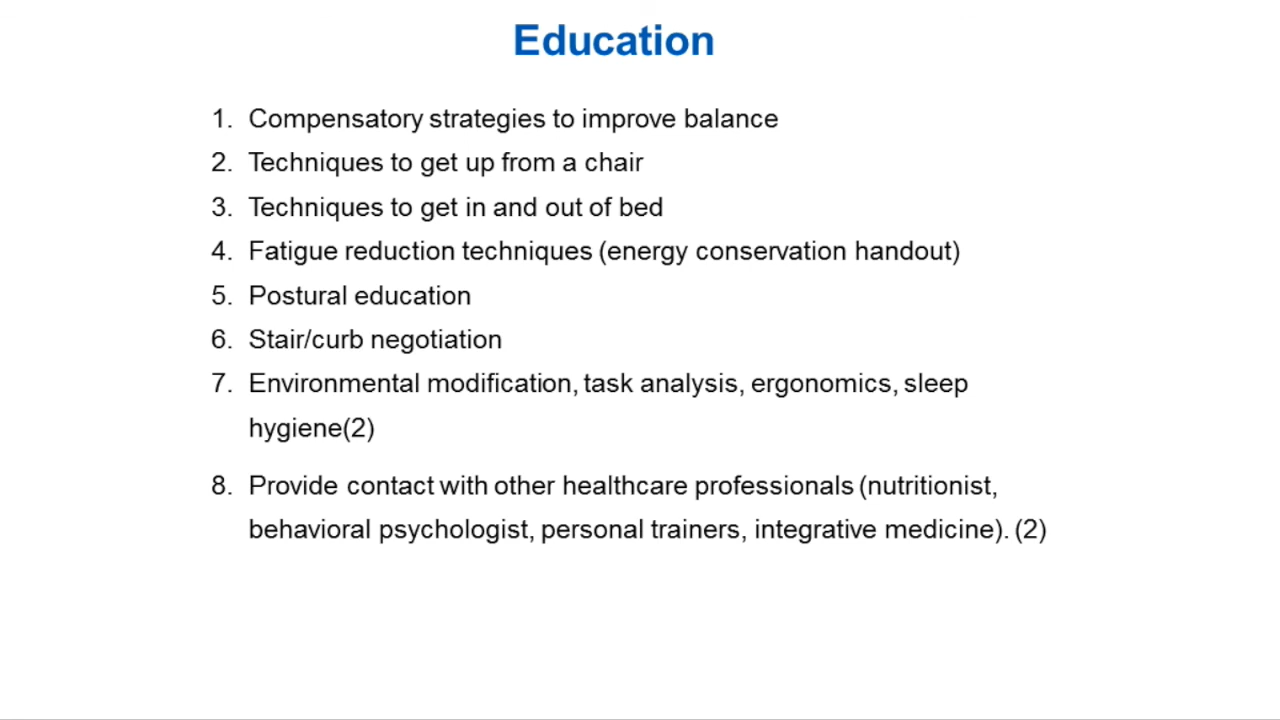 Education
1. Compensatory strategies to improve balance
2. Techniques to get up from a chair
3. Techniques to get in and out of bed
4. Fatigue reduction techniques (energy conservation handout)
5. Postural education
6. Stair/curb negotiation
7. Environmental modification, task analysis, ergonomics, sleep
hygiene(2)
8. Provide contact with other healthcare professionals (nutritionist,
behavioral psychologist, personal trainers, integrative medicine). (2)